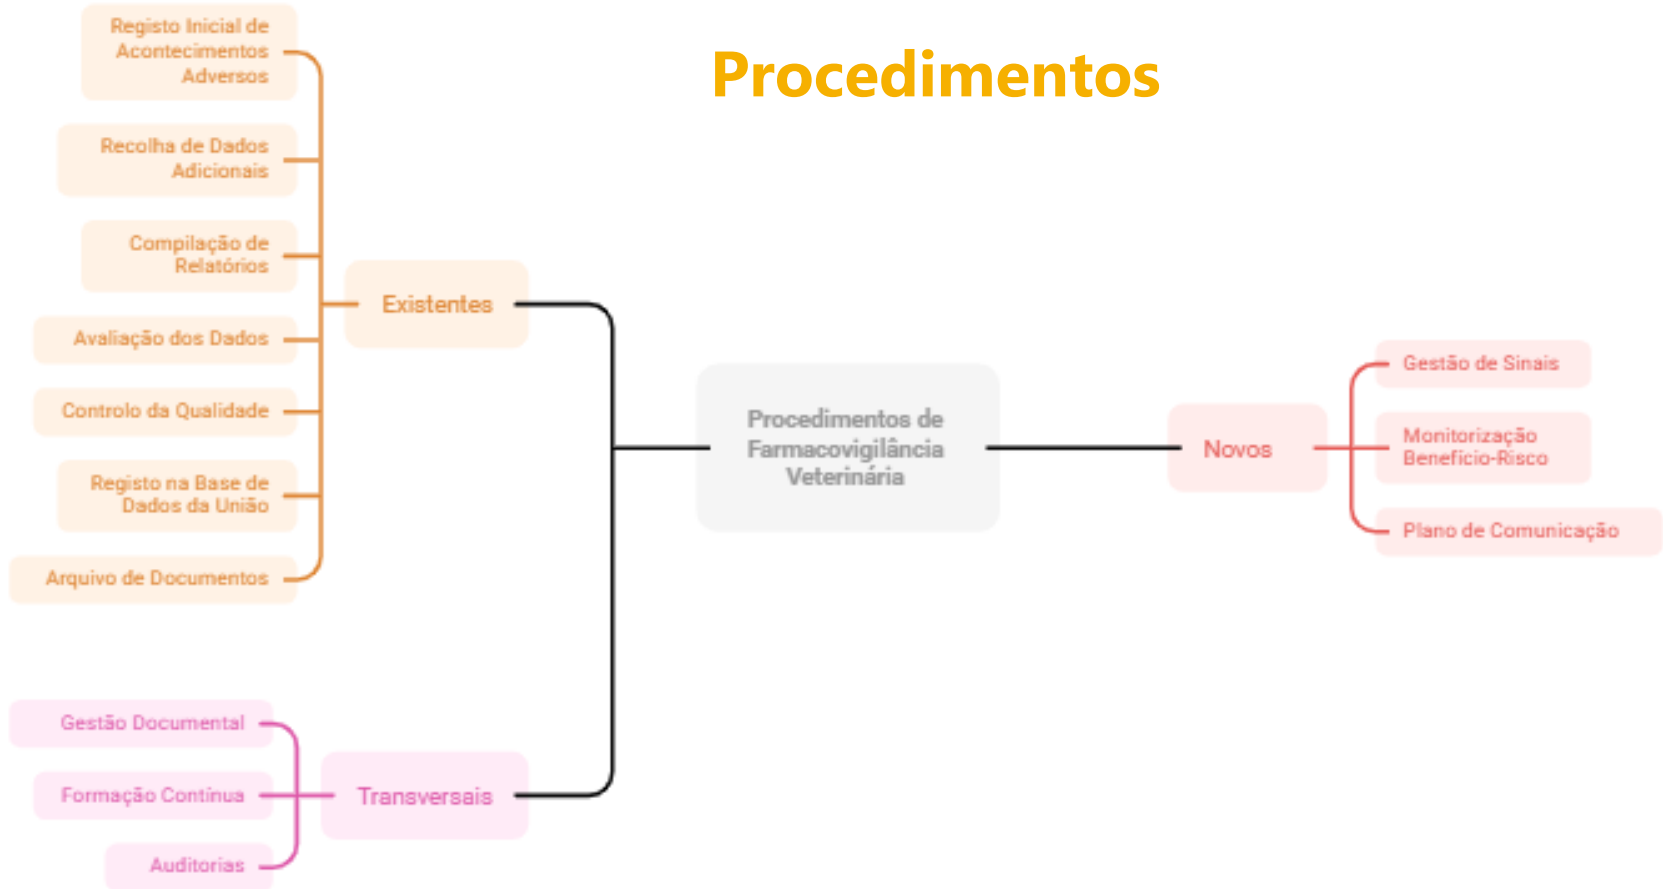 Procedimentos
Registo Inicial de
Acontecimentos
Adversos
Recolha de Dados
Adicionais
Compilação de
Relatórios
Avaliação dos Dados
Controlo da Qualidade
Registo na Base de
Dados da União
Arquivo de Documentos
Existentes
Gestão Documental
Formação Contínua
Auditorias
Transversais
Procedimentos de
Farmacovigilância
Veterinária
Novos
Gestão de Sinais
Monitorização
Benefício-Risco
Plano de Comunicação